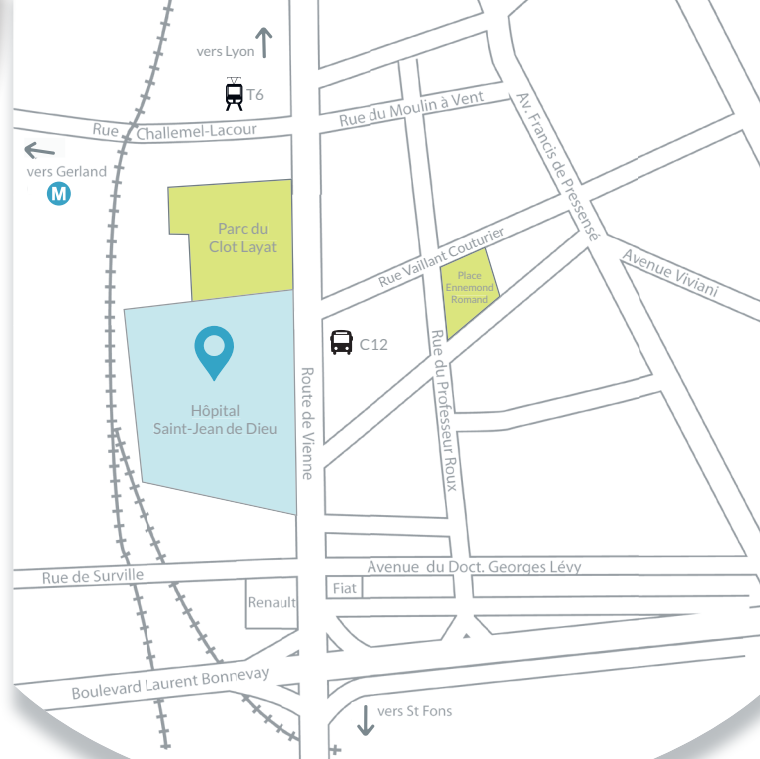 vers Lyon
T6
Rue Challemel-Lacour
Rue du Moulin à Vent
Av. Francis de Pressensé
vers Gerland
M
Parc du
Clot Layat
Rue Vaillant Couturier
Avenue Viviani
Place
Ennemond
Romand
C12
Hôpital
Saint-Jean de Dieu
Route de Vienne
Rue du Professeur Roux
Rue de Surville
Avenue du Doct. Georges Lévy
Fiat
Renault
Boulevard Laurent Bonnevay
vers St Fons